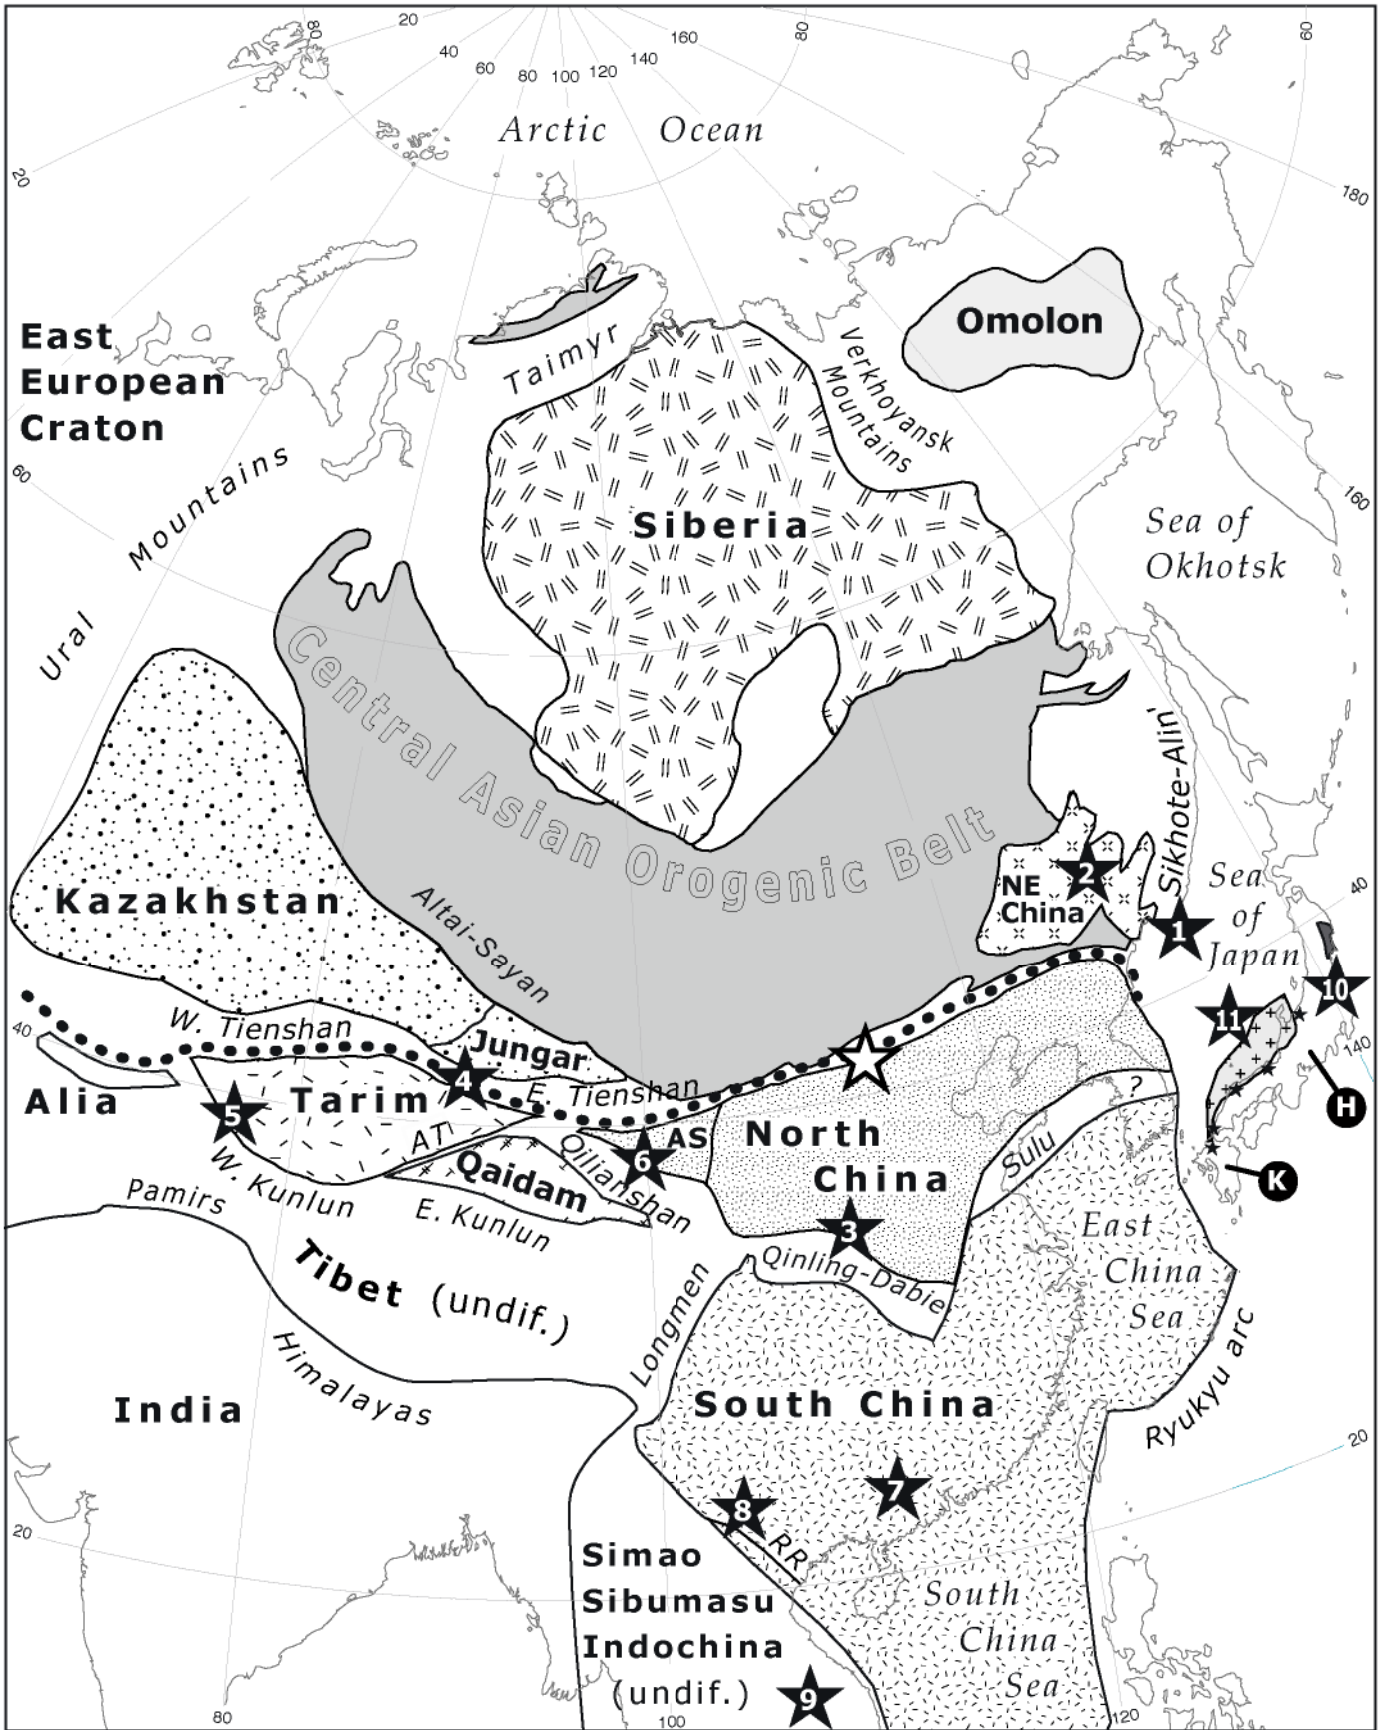 80
20
40
60
80
100
120
140
160
80
60
20
180
Arctic Ocean
Omolon
East
European
Craton
Taimyr
Verkhoyansk
Mountains
60
Ural Mountains
Siberia
160
Sea of
Okhotsk
Central Asian Orogenic Belt
Sikhote-Alin'
NE
China
2
1
Sea
of
Japan
40
Kazakhstan
Altai-Sayan
10
11
140
W. Tienshan
40
Jungar
4
E. Tienshan
Alia
Tarim
5
AT
AS
6
North
China
?
H
Sulu
K
Qilianshan
Qaidam
W. Kunlun
Pamirs
E. Kunlun
3
Qinling-Dabie
East
China
Sea
Tibet (undif.)
Longmen
Himalayas
Ryukyu arc
India
South China
20
7
8
RR
20
Simao
Sibumasu
Indochina
(undif.)
9
South
China
Sea
80
100
120